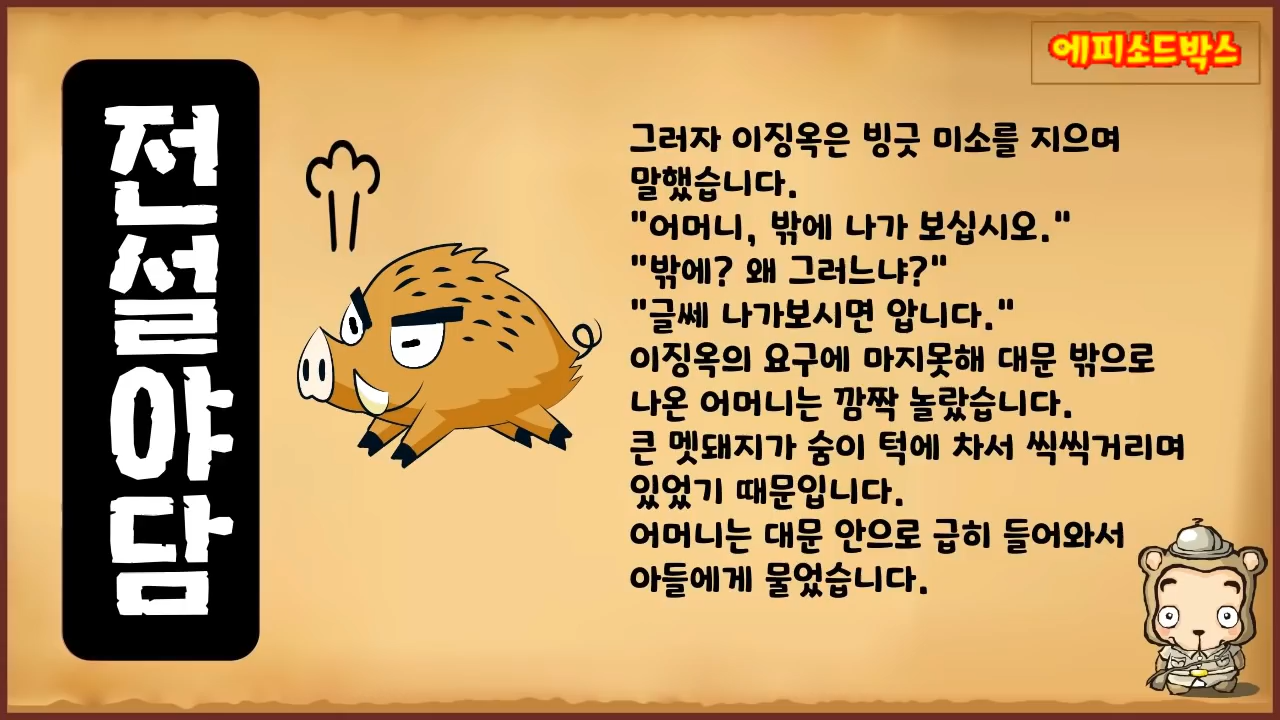 전설야담
에피소드박스
그러자 이징옥은 빙긋 미소를 지으며
말했습니다.
"어머니, 밖에 나가 보십시오."
"밖에? 왜 그러느냐?"
"글쎄 나가보시면 압니다."
이징옥의 요구에 마지못해 대문 밖으로
나온 어머니는 깜짝 놀랐습니다.
큰 멧돼지가 숨이 턱에 차서 씩씩거리며
있었기 때문입니다.
어머니는 대문 안으로 급히 들어와서
아들에게 물었습니다.